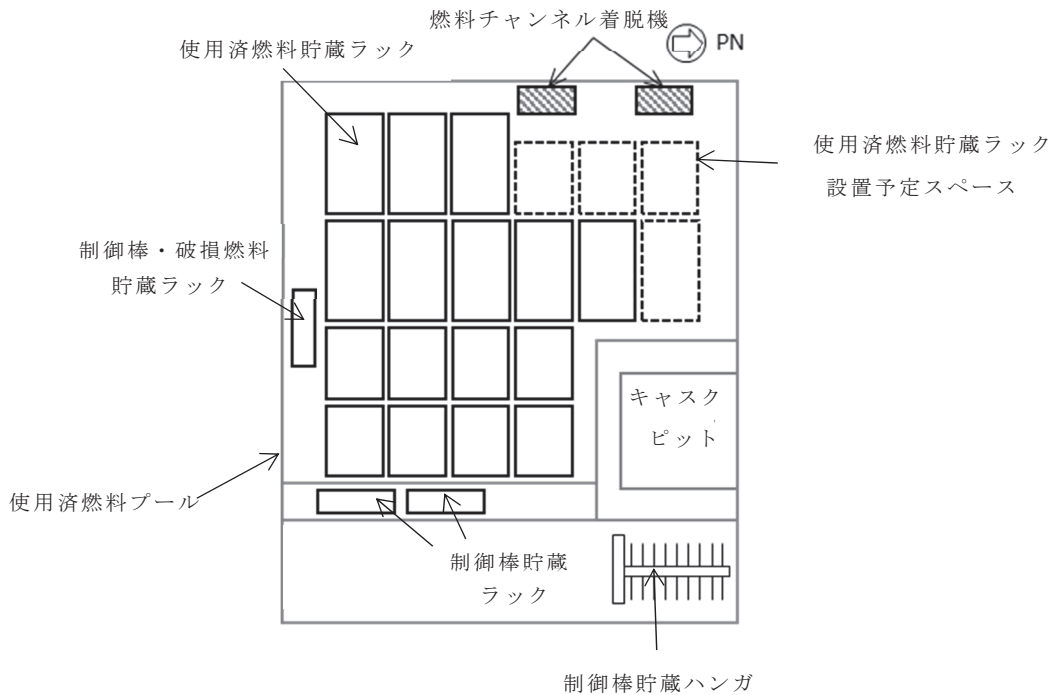 燃料チャンネル着脱機
PN
使用済燃料貯蔵ラック
使用済燃料貯蔵ラック
設置予定スペース
制御棒・破損燃料
貯蔵ラック
キャスク
ピット
使用済燃料プール
制御棒貯蔵
ラック
制御棒貯蔵ハンガ